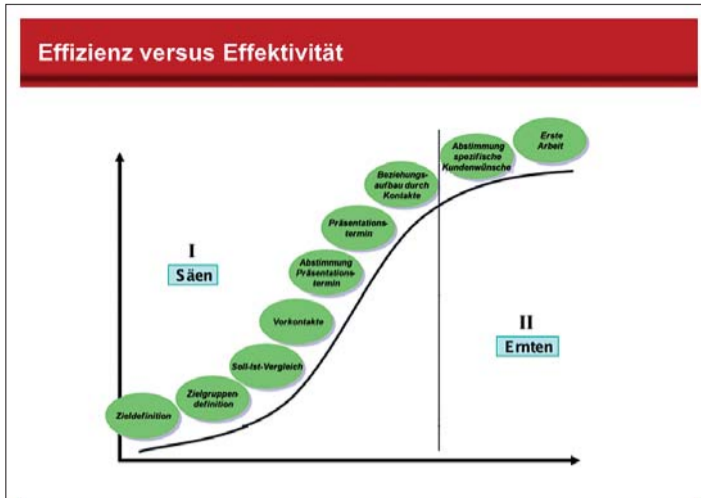 Effizienz versus Effektivität
Erste
Arbeit
Abstimmung
spezifische
Kundenwünsche
Beziehungs-
aufbau durch
Kontakte
Präsentations-
termin
I
Säen
Abstimmung
Präsentations-
termin
Vorkontakte
II
Ernten
Soll-Ist-Vergleich
Zielgruppen
definition
Zieldefinition